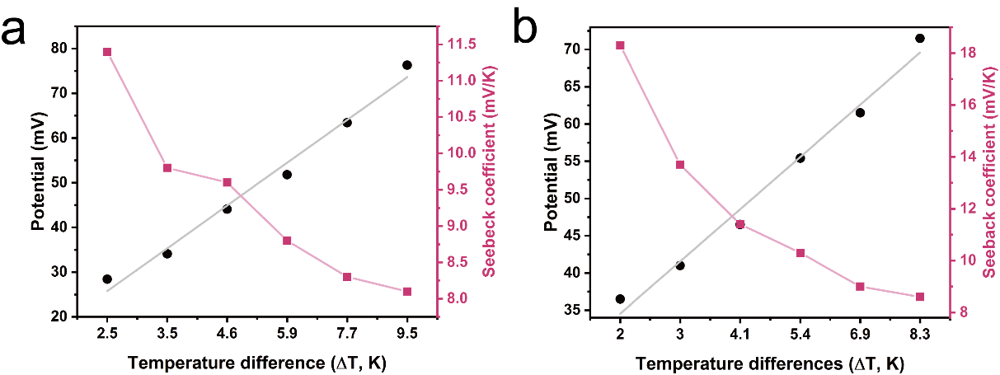 a
80
70
60
50
40
30
20
Potential (mV)
11.5
11.0
10.5
10.0
9.5
9.0
8.5
8.0
Seebeck coefficient (mV/K)
2.5 3.5 4.6 5.9 7.7 9.5
Temperature difference (ΔT, K)
b
70
65
60
55
50
45
40
35
Potential (mV)
18
16
14
12
10
8
Seeback coefficient (mV/K)
2 3 4.1 5.4 6.9 8.3
Temperature differences (ΔT, K)